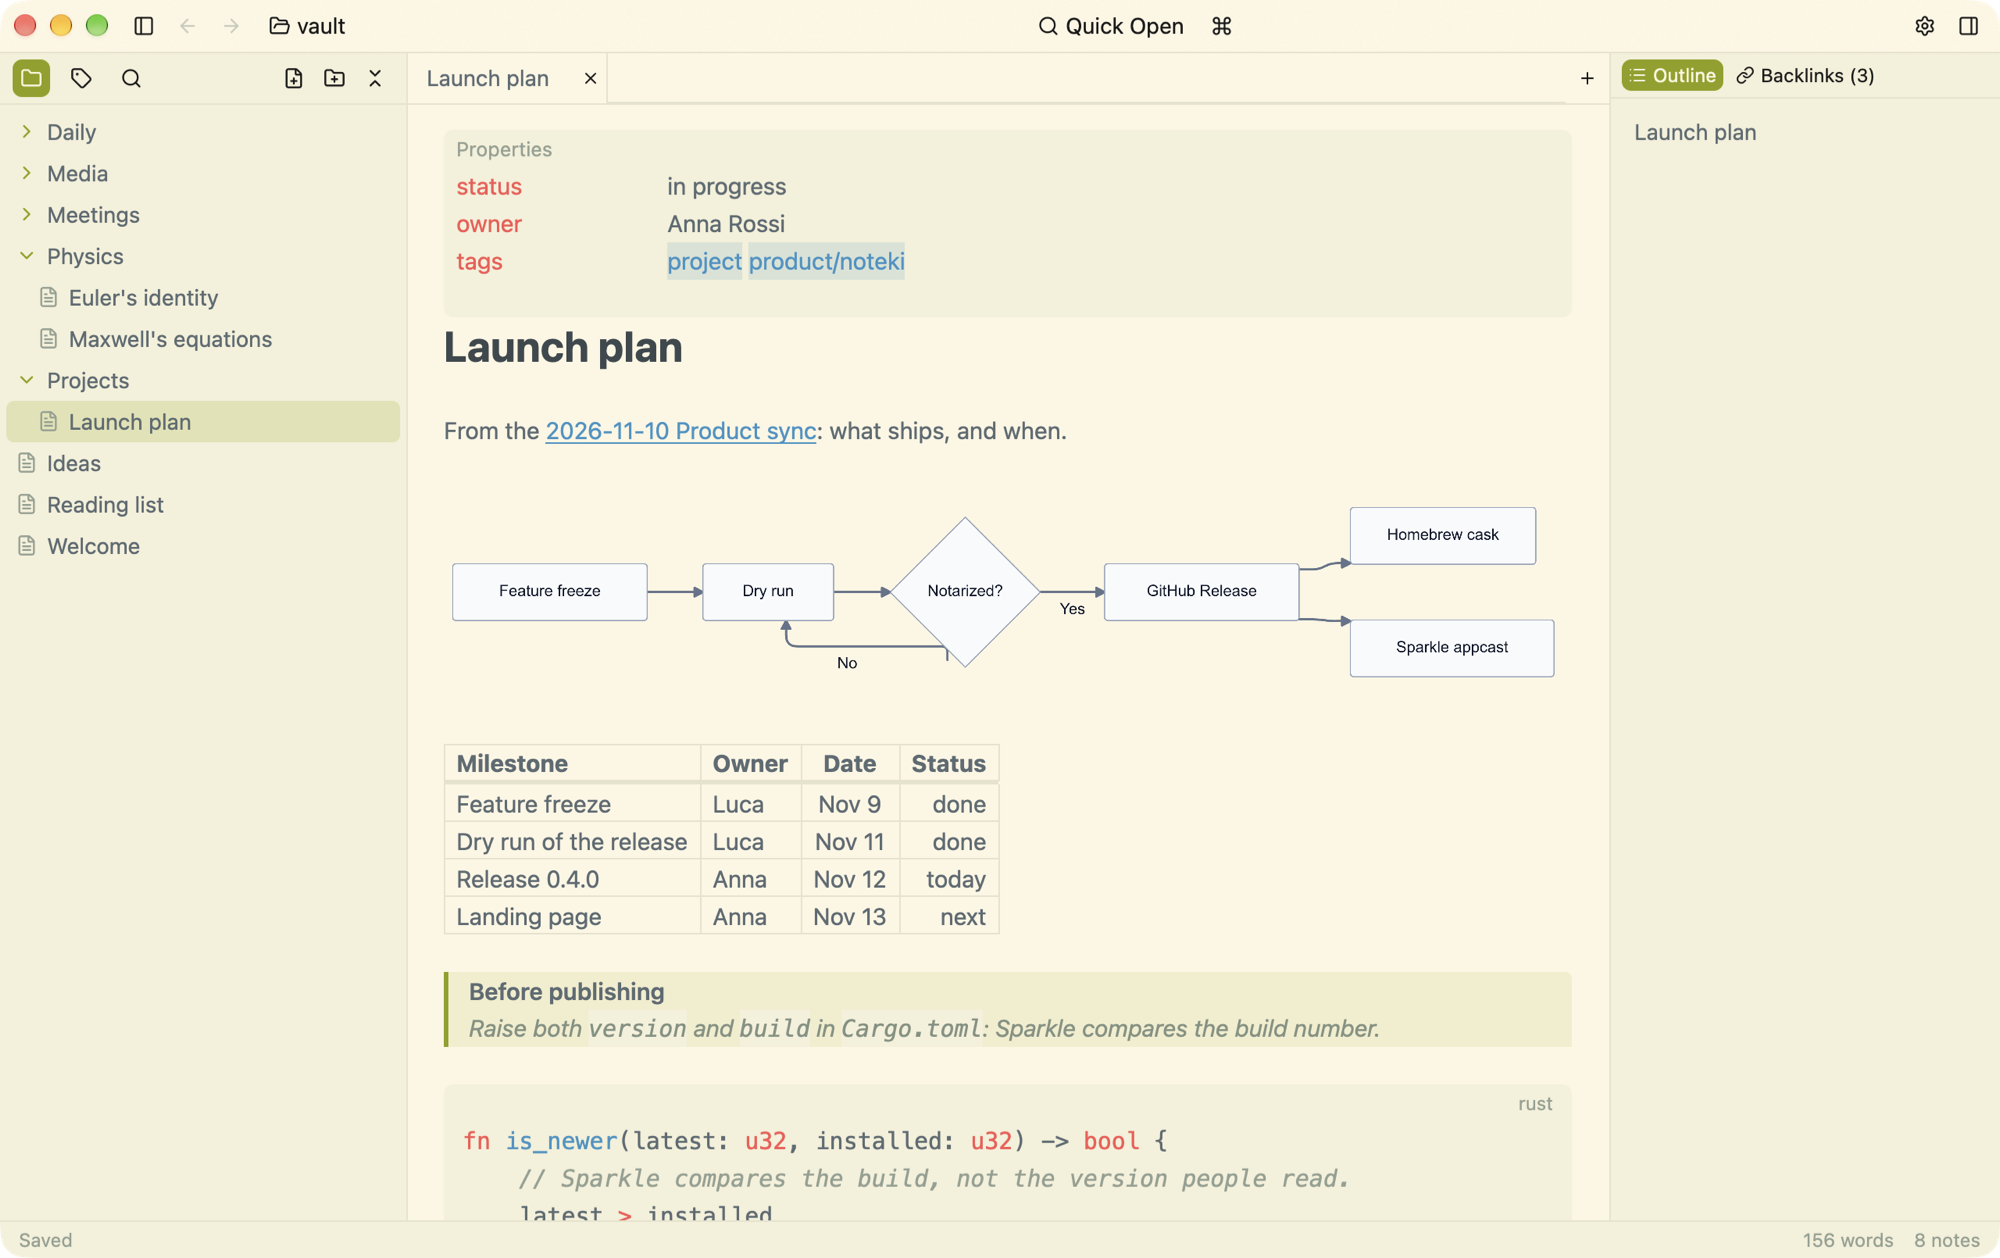 vault
Quick Open ⌘
Launch plan
Outline
Backlinks (3)
Daily
Media
Meetings
Physics
Euler's identity
Maxwell's equations
Projects
Launch plan
Ideas
Reading list
Welcome
Properties
status in progress
owner Anna Rossi
tags project product/noteki
Launch plan
From the 2026-11-10 Product sync: what ships, and when.
Feature freeze
Dry run
Notarized?
Yes
No
GitHub Release
Homebrew cask
Sparkle appcast
Milestone Owner Date Status
Feature freeze Luca Nov 9 done
Dry run of the release Luca Nov 11 done
Release 0.4.0 Anna Nov 12 today
Landing page Anna Nov 13 next
Before publishing
Raise both version and build in Cargo.toml: Sparkle compares the build number.
rust
fn is_newer(latest: u32, installed: u32) -> bool {
// Sparkle compares the build, not the version people read.
latest > installed
Launch plan
Saved
156 words 8 notes